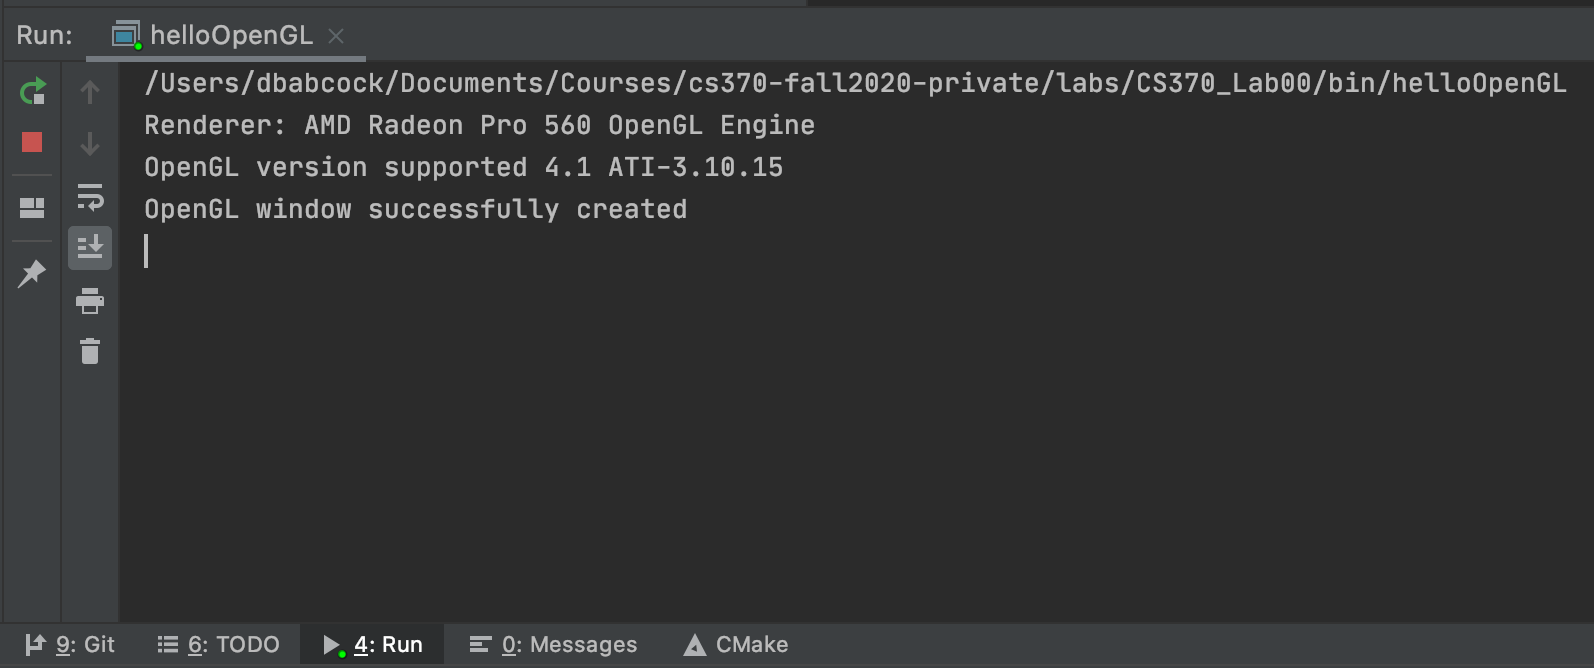 Run: helloOpenGL
/Users/dbabcock/Documents/Courses/cs370-fall2020-private/labs/CS370_Lab00/bin/helloOpenGL
Renderer: AMD Radeon Pro 560 OpenGL Engine
OpenGL version supported 4.1 ATI-3.10.15
OpenGL window successfully created
9: Git 6: TODO 4: Run 0: Messages CMake